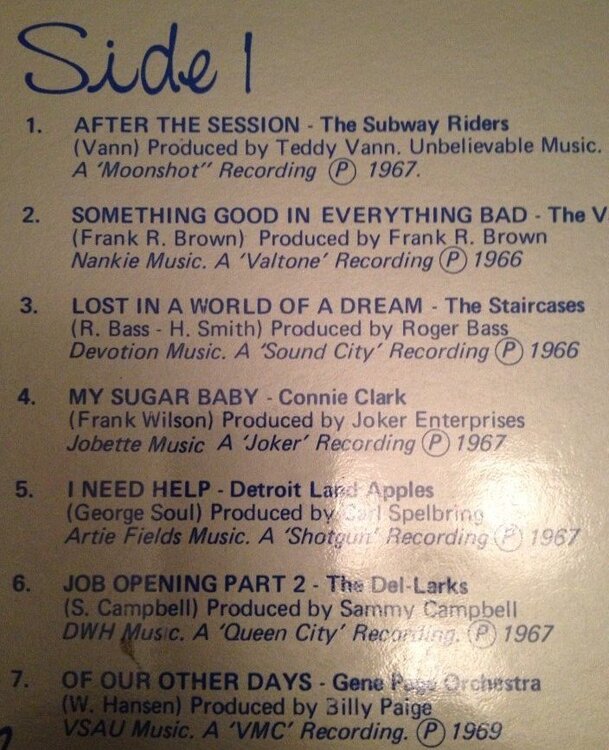 Side 1
1. AFTER THE SESSION - The Subway Riders
(Vann) Produced by Teddy Vann. Unbelievable Music.
A 'Moonshot" Recording Ⓟ 1967.
2. SOMETHING GOOD IN EVERYTHING BAD - The
(Frank R. Brown) Produced by Frank R. Brown
Nankie Music. A 'Valtone' Recording Ⓟ 1966
3. LOST IN A WORLD OF A DREAM - The Staircases
(R. Bass - H. Smith) Produced by Roger Bass
Devotion Music. A 'Sound City' Recording Ⓟ 1966
4. MY SUGAR BABY - Connie Clark
(Frank Wilson) Produced by Joker Enterprises
Jobette Music A 'Joker' Recording Ⓟ 1967
5. I NEED HELP - Detroit Land Apples
(George Soul) Produced by Carl Spelbring
Artie Fields Music. A 'Shotgun' Recording Ⓟ 1967
6. JOB OPENING PART 2 - The Del-Larks
(S. Campbell) Produced by Sammy Campbell
DWH Music. A 'Queen City' Recording. Ⓟ 1967
7. OF OUR OTHER DAYS - Gene Page Orchestra
(W. Hansen) Produced by Billy Paige
VSAU Music. A 'VMC' Recording. Ⓟ 1969